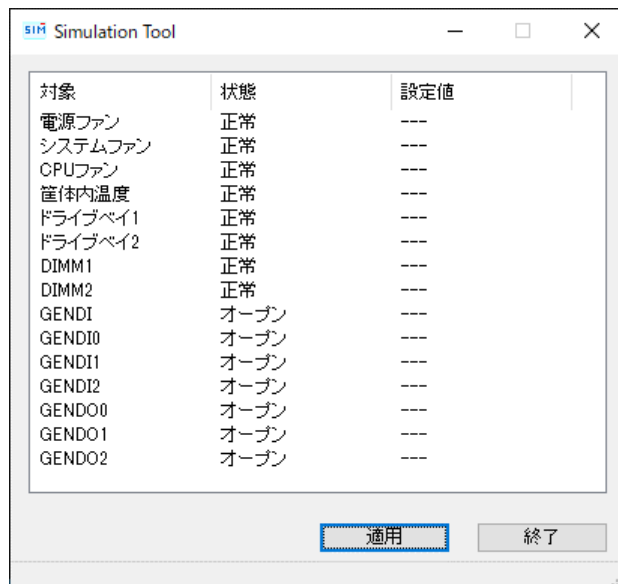 SIM Simulation Tool
対象 状態 設定値
電源ファン 正常 ---
システムファン 正常 ---
CPUファン 正常 ---
筐体内温度 正常 ---
ドライブベイ1 正常 ---
ドライブベイ2 正常 ---
DIMM1 正常 ---
DIMM2 正常 ---
GENDI オープン ---
GENDI0 オープン ---
GENDI1 オープン ---
GENDI2 オープン ---
GENDO0 オープン ---
GENDO1 オープン ---
GENDO2 オープン ---
適用 終了